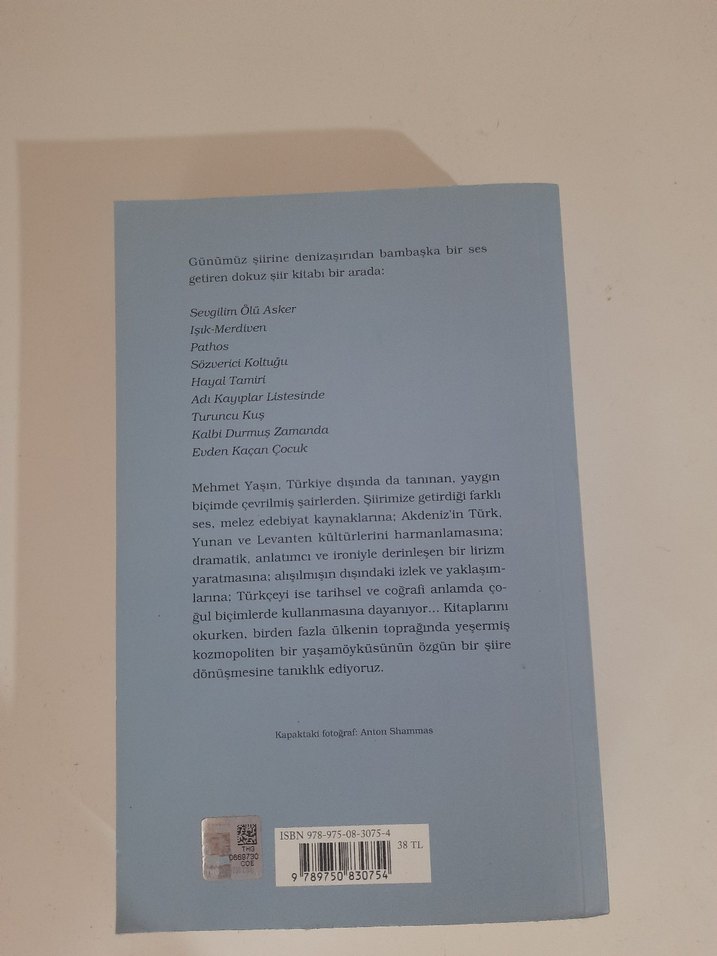 Günümüz şiirine denizaşırıdan bambaşka bir ses
getiren dokuz şiir kitabı bir arada:
Sevgilim Ölü Asker
Işık-Merdiven
Pathos
Sözverici Koltuğu
Hayal Tamiri
Adı Kayıplar Listesinde
Turuncu Kuş
Kalbi Durmuş Zamanda
Evden Kaçan Çocuk
Mehmet Yaşın, Türkiye dışında da tanınan, yaygın
biçimde çevrilmiş şairlerden. Şiirimize getirdiği farklı
ses, melez edebiyat kaynaklarına; Akdeniz'in Türk,
Yunan ve Levanten kültürlerini harmanlamasına;
dramatik, anlatımcı ve ironiyle derinleşen bir lirizm
yaratmasına; alışılmışın dışındaki izlek ve yaklaşım-
larına; Türkçeyi ise tarihsel ve coğrafi anlamda ço-
ğul biçimlerde kullanmasına dayanıyor... Kitaplarını
okurken, birden fazla ülkenin toprağında yeşermiş
kozmopoliten bir yaşamöyküsünün özgün bir şiire
dönüşmesine tanıklık ediyoruz.
Kapaktaki fotoğraf: Anton Shammas
ISBN 978-975-08-3075-4
38 TL
9 789750 830754
THG
0668730
COE